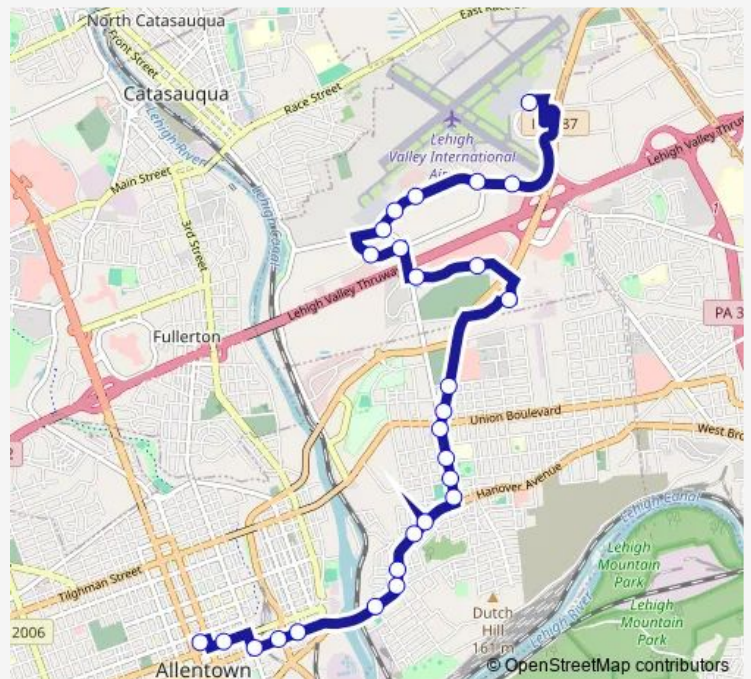 North Catasauqua
Front Street
East Race
Catasauqua
Race Street
Lehigh River
Lehigh
Valley International
Main Street
Lehigh Canal
Lehigh Valley Thruway
3rd Street
1
Lehigh Valley Thruway
PA 3
Fullerton
Union Boulevard
West Bro
Hanover Avenue
Lehigh Canal
Lehigh
Mountain
Park
Tilghman Street
Lehigh River
Dutch
Hill
161 m
Lehigh
Mountain
Park
2006
Allentown
© OpenStreetMap contributors